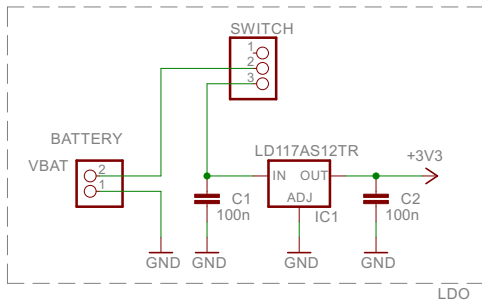 SWITCH
1
2
3
BATTERY
VBAT
2
1
LD117AS12TR
IN OUT
ADJ
IC1
+3V3
C1
100n
C2
100n
GND
GND
GND
GND
LDO